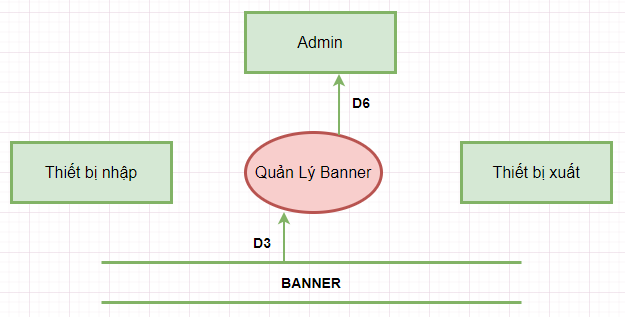 Admin
D6
Thiết bị nhập
Quản Lý Banner
Thiết bị xuất
D3
BANNER